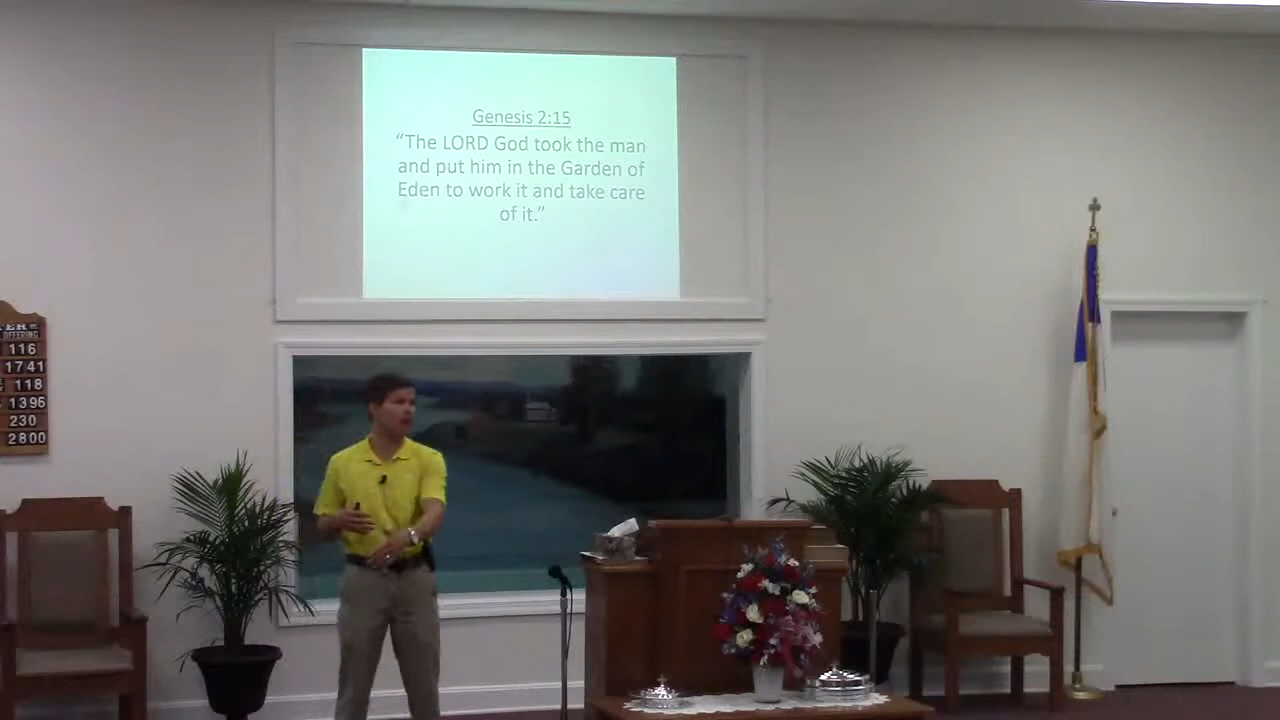 Genesis 2:15
“The LORD God took the man
and put him in the Garden of
Eden to work it and take care
of it.”
OFFERING
116
1741
118
1396
230
2800